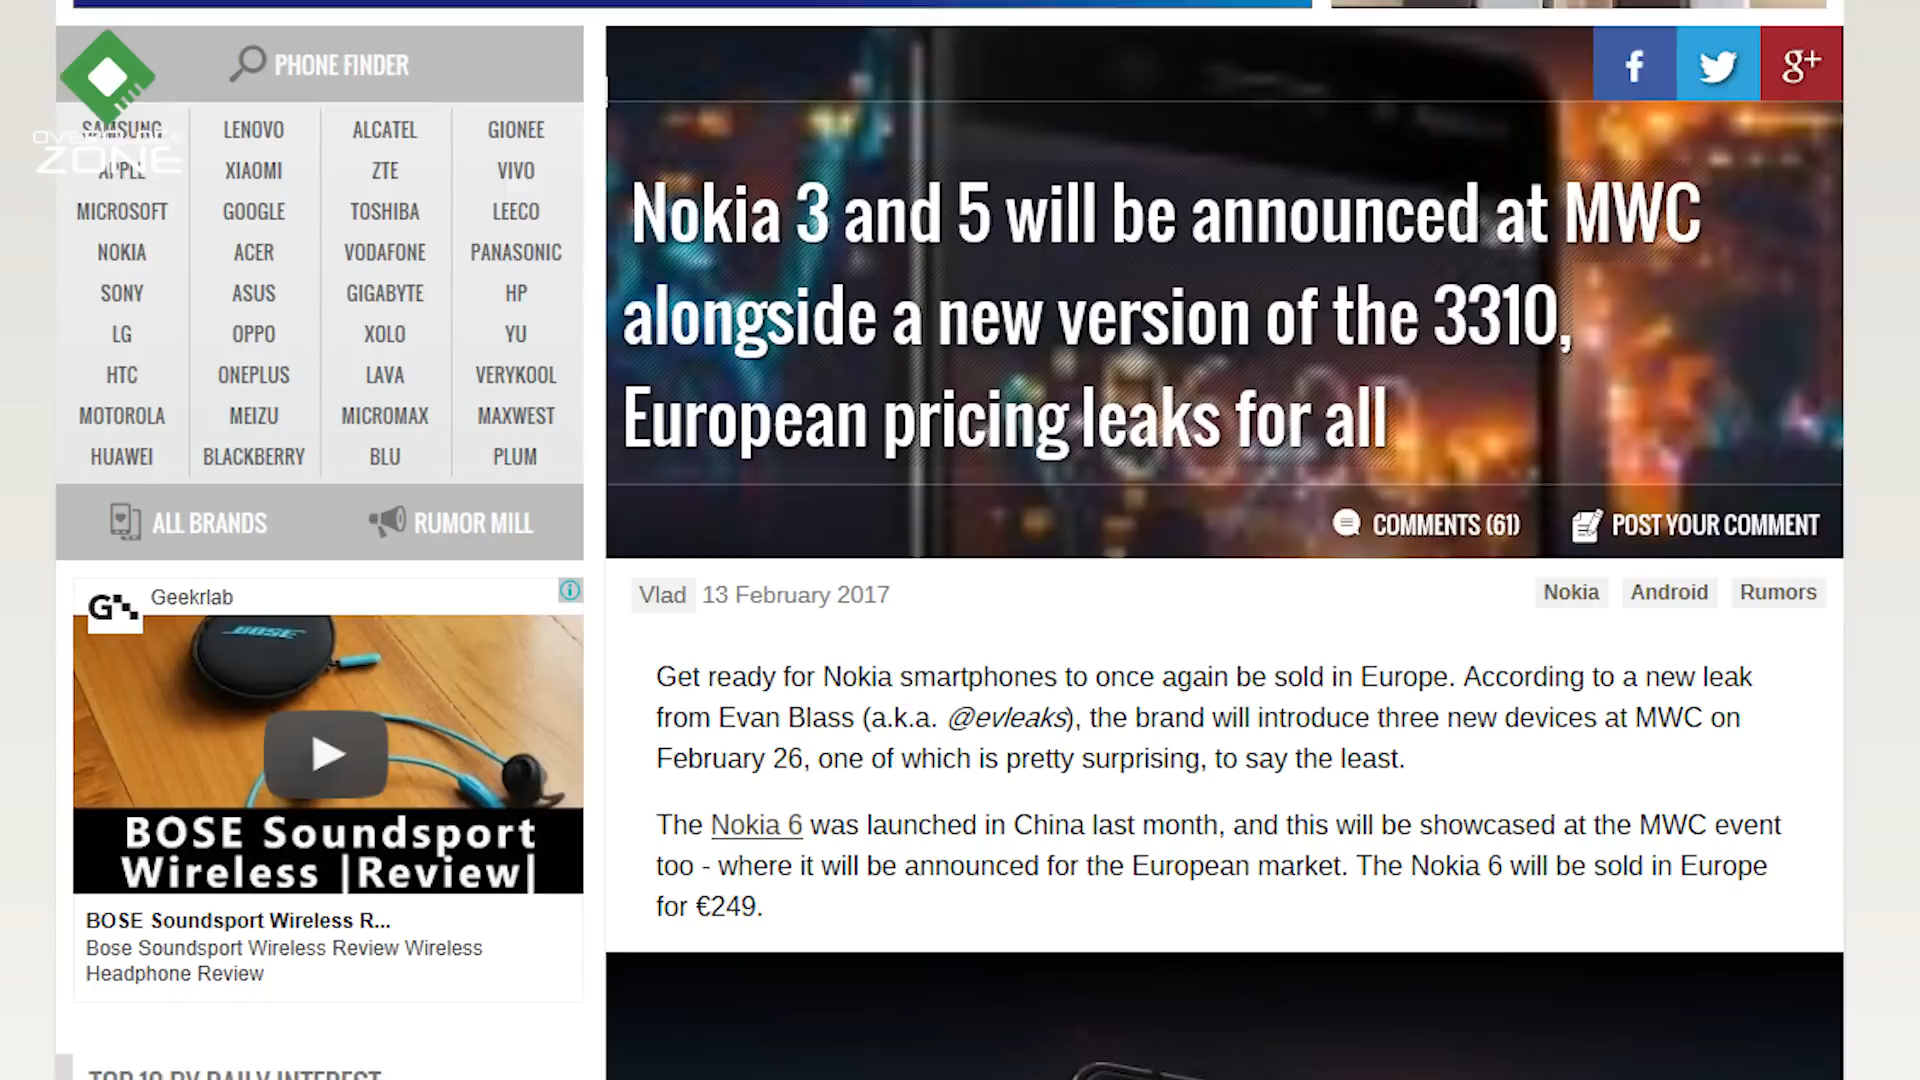 PHONE FINDER
SAMSUNG LENOVO ALCATEL GIONEE
APPLE XIAOMI ZTE VIVO
MICROSOFT GOOGLE TOSHIBA LEECO
NOKIA ACER VODAFONE PANASONIC
SONY ASUS GIGABYTE HP
LG OPPO XOLO YU
HTC ONEPLUS LAVA VERYKOOL
MOTOROLA MEIZU MICROMAX MAXWEST
HUAWEI BLACKBERRY BLU PLUM
ALL BRANDS RUMOR MILL
ZONE
Geekrlab
BOSE
BOSE Soundsport
Wireless |Review|
BOSE Soundsport Wireless R...
Bose Soundsport Wireless Review Wireless
Headphone Review
TOP 10 BY DAILY INTEREST
f g+
Nokia 3 and 5 will be announced at MWC
alongside a new version of the 3310,
European pricing leaks for all
COMMENTS (61) POST YOUR COMMENT
Vlad 13 February 2017 Nokia Android Rumors
Get ready for Nokia smartphones to once again be sold in Europe. According to a new leak
from Evan Blass (a.k.a. @evleaks), the brand will introduce three new devices at MWC on
February 26, one of which is pretty surprising, to say the least.
The Nokia 6 was launched in China last month, and this will be showcased at the MWC event
too - where it will be announced for the European market. The Nokia 6 will be sold in Europe
for €249.